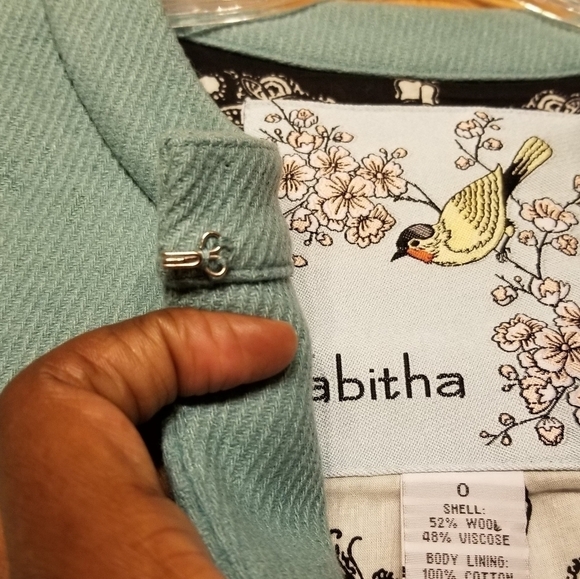 abitha
0
SHELL:
52% WOOL
48% VISCOSE
BODY LINING:
100% COTTON